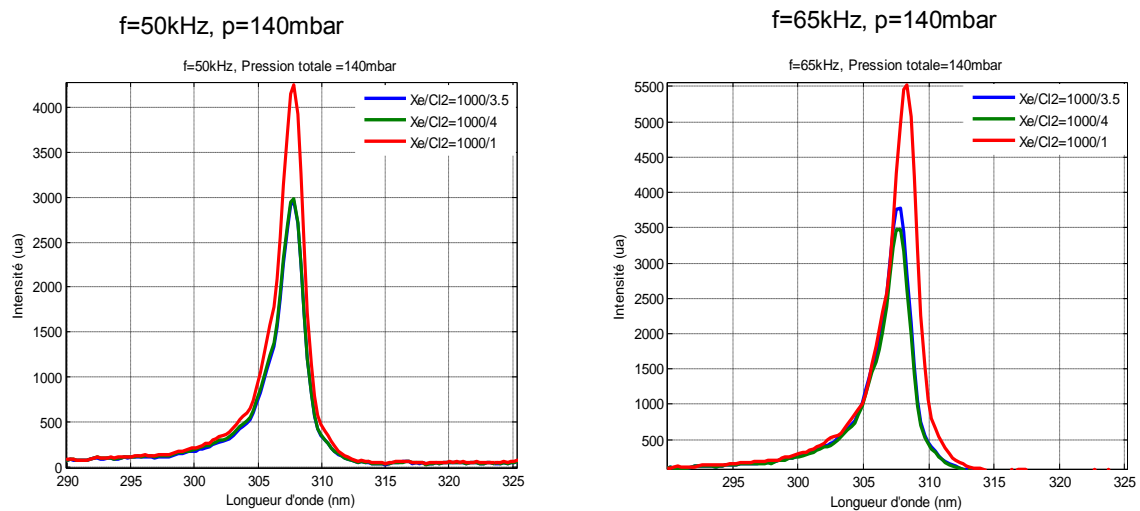 f=50kHz, p=140mbar
f=50kHz, Pression totale =140mbar
4000
3500
3000
2500
2000
1500
1000
500
0
290 295 300 305 310 315 320 325
Intensité (ua)
Longueur d'onde (nm)
Xe/Cl2=1000/3.5
Xe/Cl2=1000/4
Xe/Cl2=1000/1
f=65kHz, p=140mbar
f=65kHz, Pression totale=140mbar
5500
5000
4500
4000
3500
3000
2500
2000
1500
1000
500
295 300 305 310 315 320 325
Intensité (ua)
Longueur d'onde (nm)
Xe/Cl2=1000/3.5
Xe/Cl2=1000/4
Xe/Cl2=1000/1